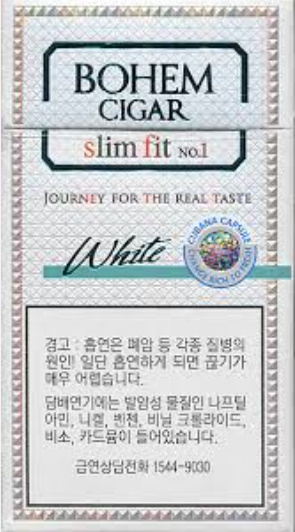 BOHEM
CIGAR
slim fit No.1
JOURNEY FOR THE REAL TASTE
White
CUBANA CAPSULE
CHANGE RICH TO FRESH
경고 : 흡연은 폐암 등 각종 질병의
원인! 일단 흡연하게 되면 끊기가
매우 어렵습니다.
담배연기에는 발암성 물질인 나프틸
아민, 니켈, 벤젠, 비닐 크롤라이드,
비소, 카드뮴이 들어있습니다.
금연상담전화 1544-9030